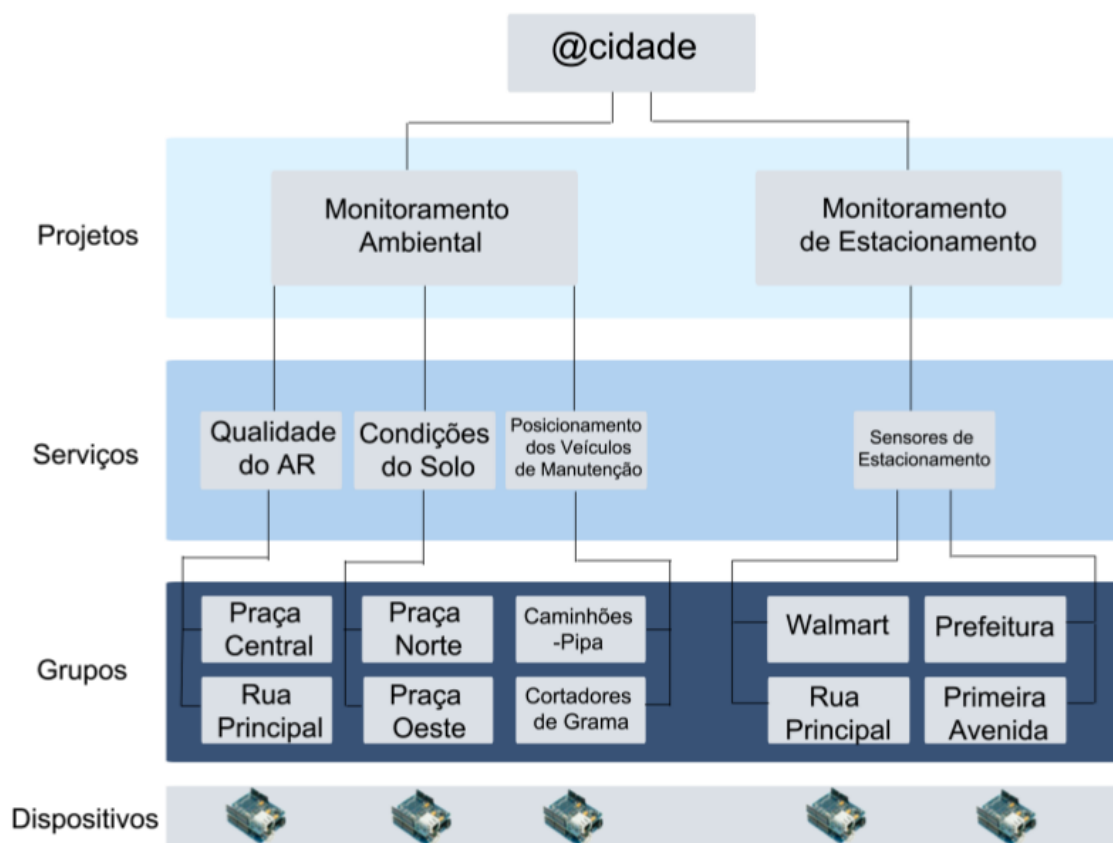 @cidade
Projetos
Monitoramento
Ambiental
Monitoramento
de Estacionamento
Serviços
Qualidade
do AR
Condições
do Solo
Posicionamento
dos Veículos
de Manutenção
Sensores de
Estacionamento
Grupos
Praça
Central
Praça
Norte
Caminhões
-Pipa
Walmart
Prefeitura
Rua
Principal
Praça
Oeste
Cortadores
de Grama
Rua
Principal
Primeira
Avenida
Dispositivos